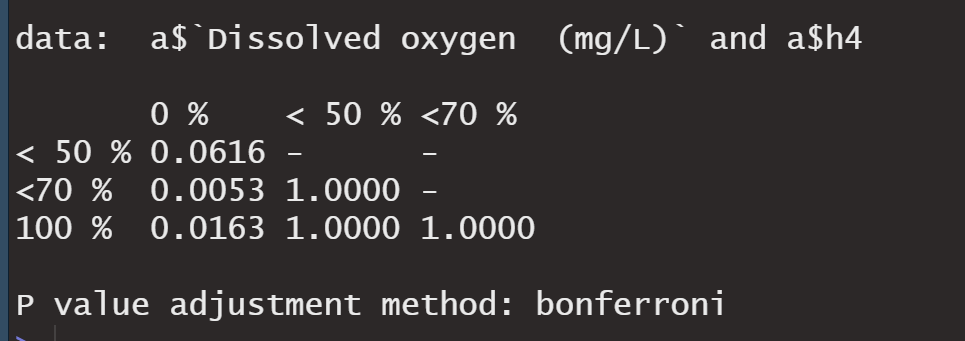 data:  a$`Dissolved oxygen  (mg/L)` and a$h4
       0 %    < 50 % <70 %
< 50 % 0.0616 -      -
<70 %  0.0053 1.0000 -
100 %  0.0163 1.0000 1.0000
P value adjustment method: bonferroni